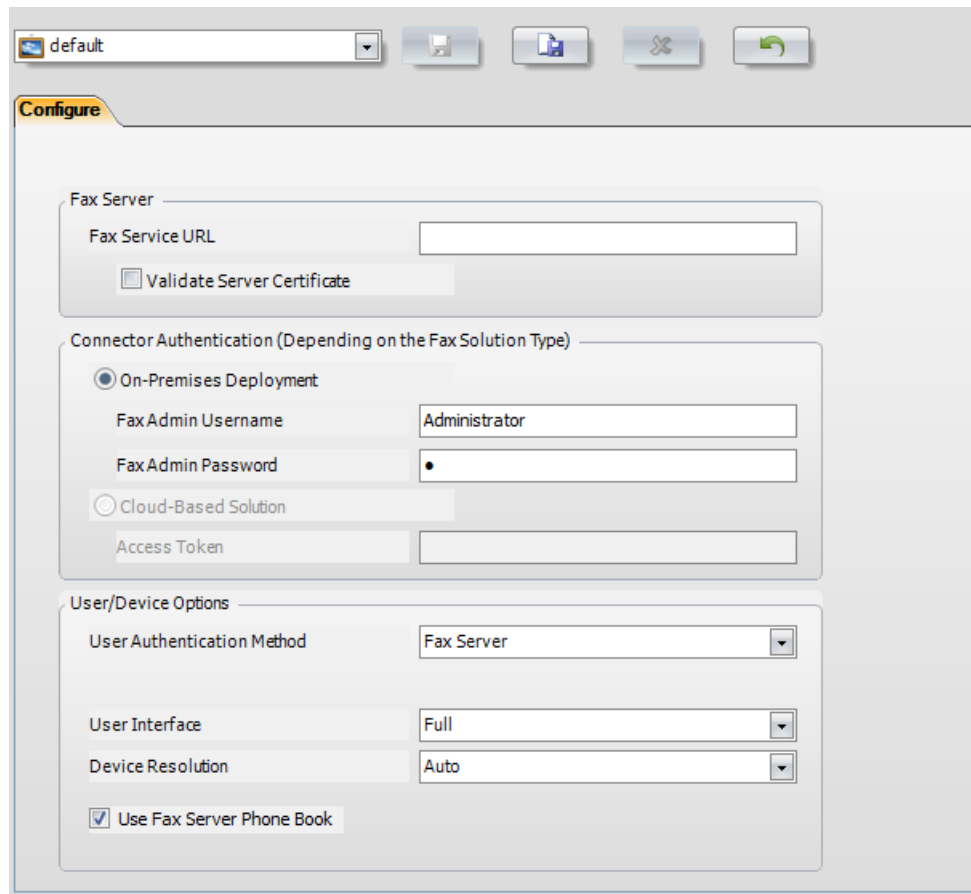 default
Configure
Fax Server
Fax Service URL
Validate Server Certificate
Connector Authentication (Depending on the Fax Solution Type)
On-Premises Deployment
Fax Admin Username Administrator
Fax Admin Password ●
Cloud-Based Solution
Access Token
User/Device Options
User Authentication Method Fax Server
User Interface Full
Device Resolution Auto
Use Fax Server Phone Book